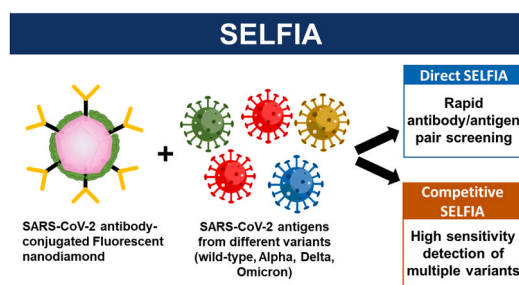 SELFIA
+
SARS-CoV-2 antibody-
conjugated Fluorescent
nanodiamond
SARS-CoV-2 antigens
from different variants
(wild-type, Alpha, Delta,
Omicron)
Direct SELFIA
Rapid
antibody/antigen
pair screening
Competitive
SELFIA
High sensitivity
detection of
multiple variants